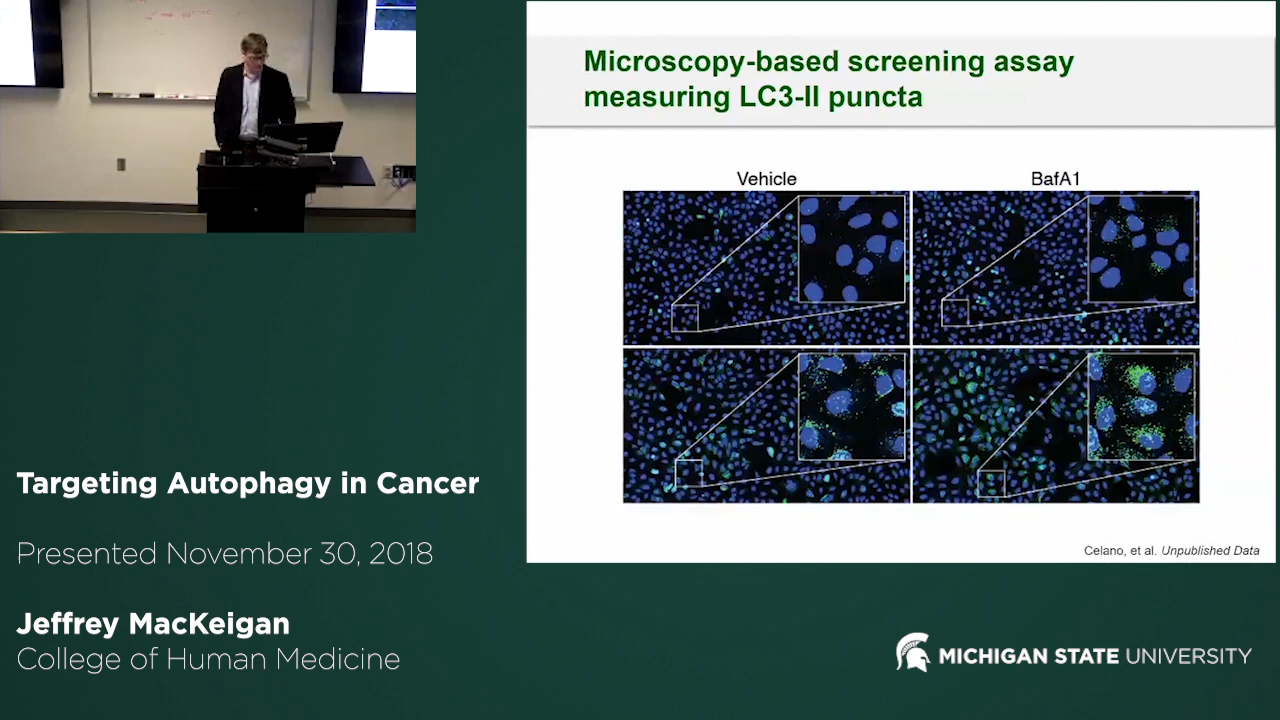 Microscopy-based screening assay
measuring LC3-II puncta
Vehicle
BafA1
Celano, et al. Unpublished Data
Targeting Autophagy in Cancer
Presented November 30, 2018
Jeffrey MacKeigan
College of Human Medicine
MICHIGAN STATE UNIVERSITY